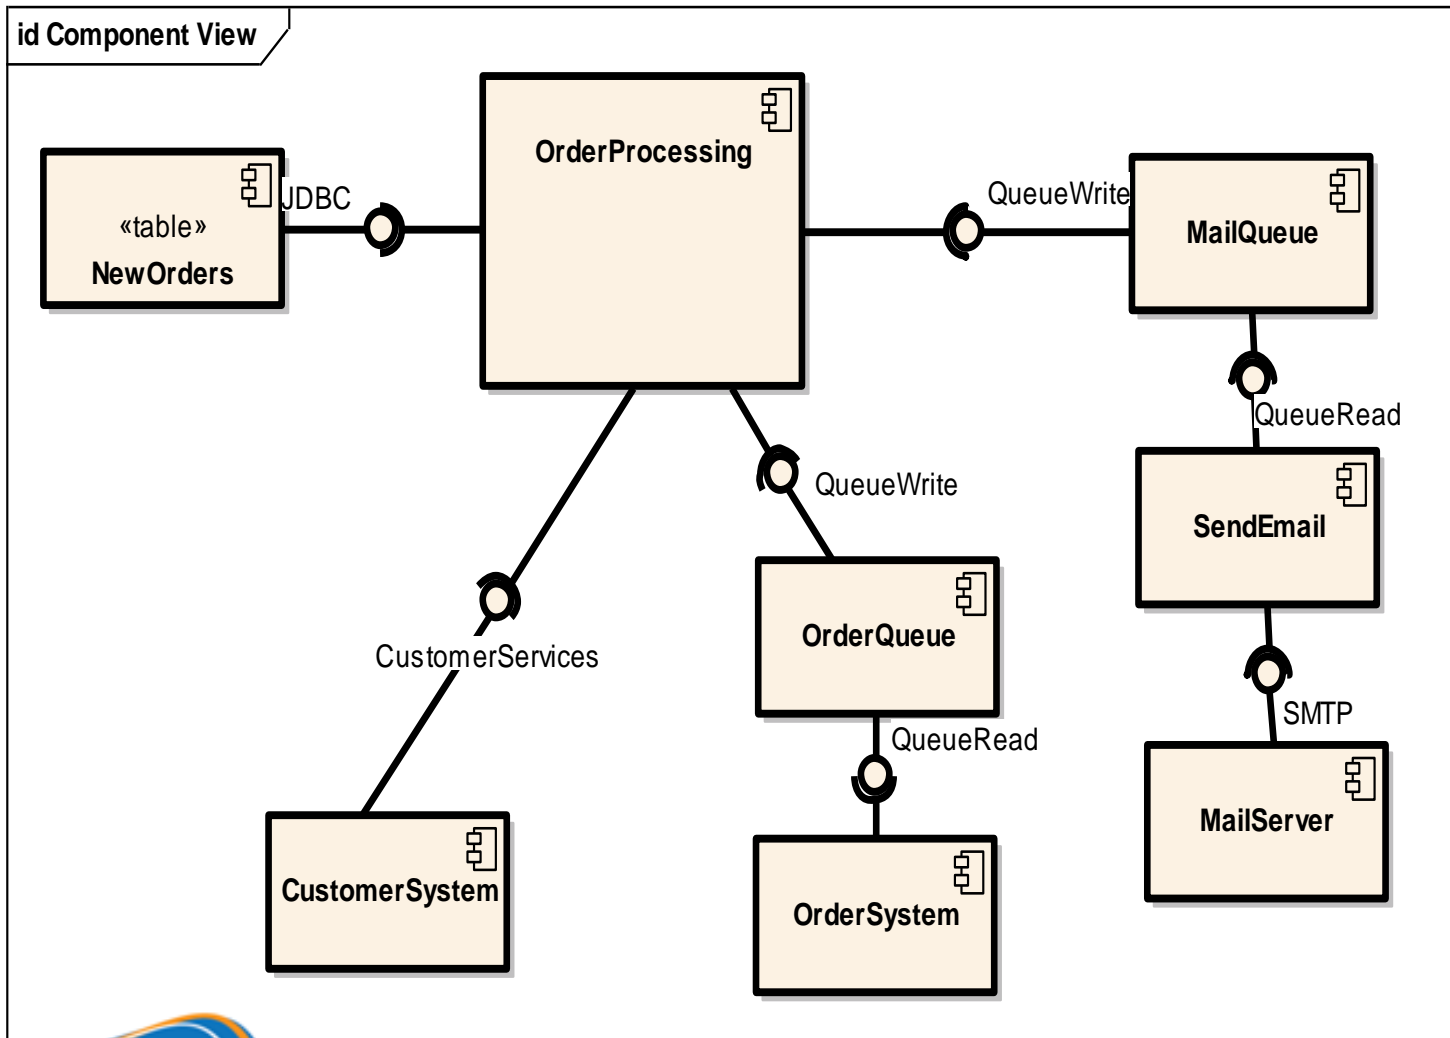 id Component View
OrderProcessing
«table»
NewOrders
JDBC
QueueWrite
MailQueue
QueueRead
QueueWrite
SendEmail
CustomerServices
OrderQueue
QueueRead
SMTP
CustomerSystem
OrderSystem
MailServer